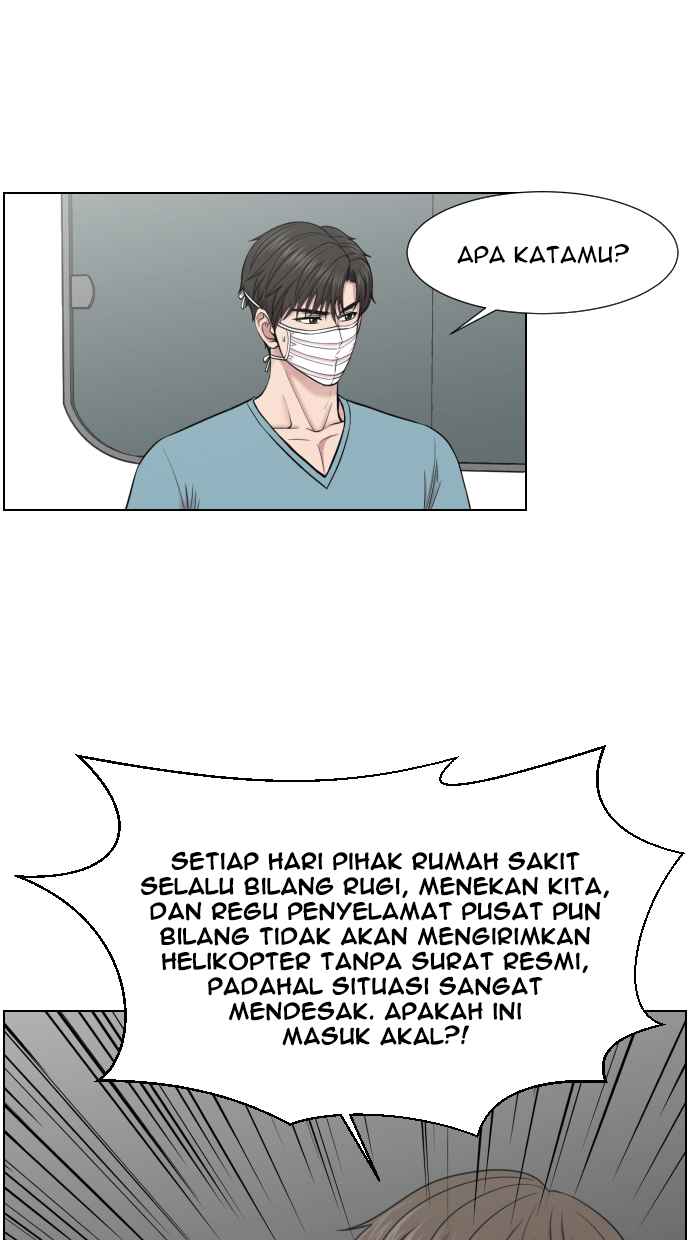 APA KATAMU?
SETIAP HARI PIHAK RUMAH SAKIT
SELALU BILANG RUGI, MENEKAN KITA,
DAN REGU PENYELAMAT PUSAT PUN
BILANG TIDAK AKAN MENGIRIMKAN
HELIKOPTER TANPA SURAT RESMI,
PADAHAL SITUASI SANGAT
MENDESAK. APAKAH INI
MASUK AKAL?!